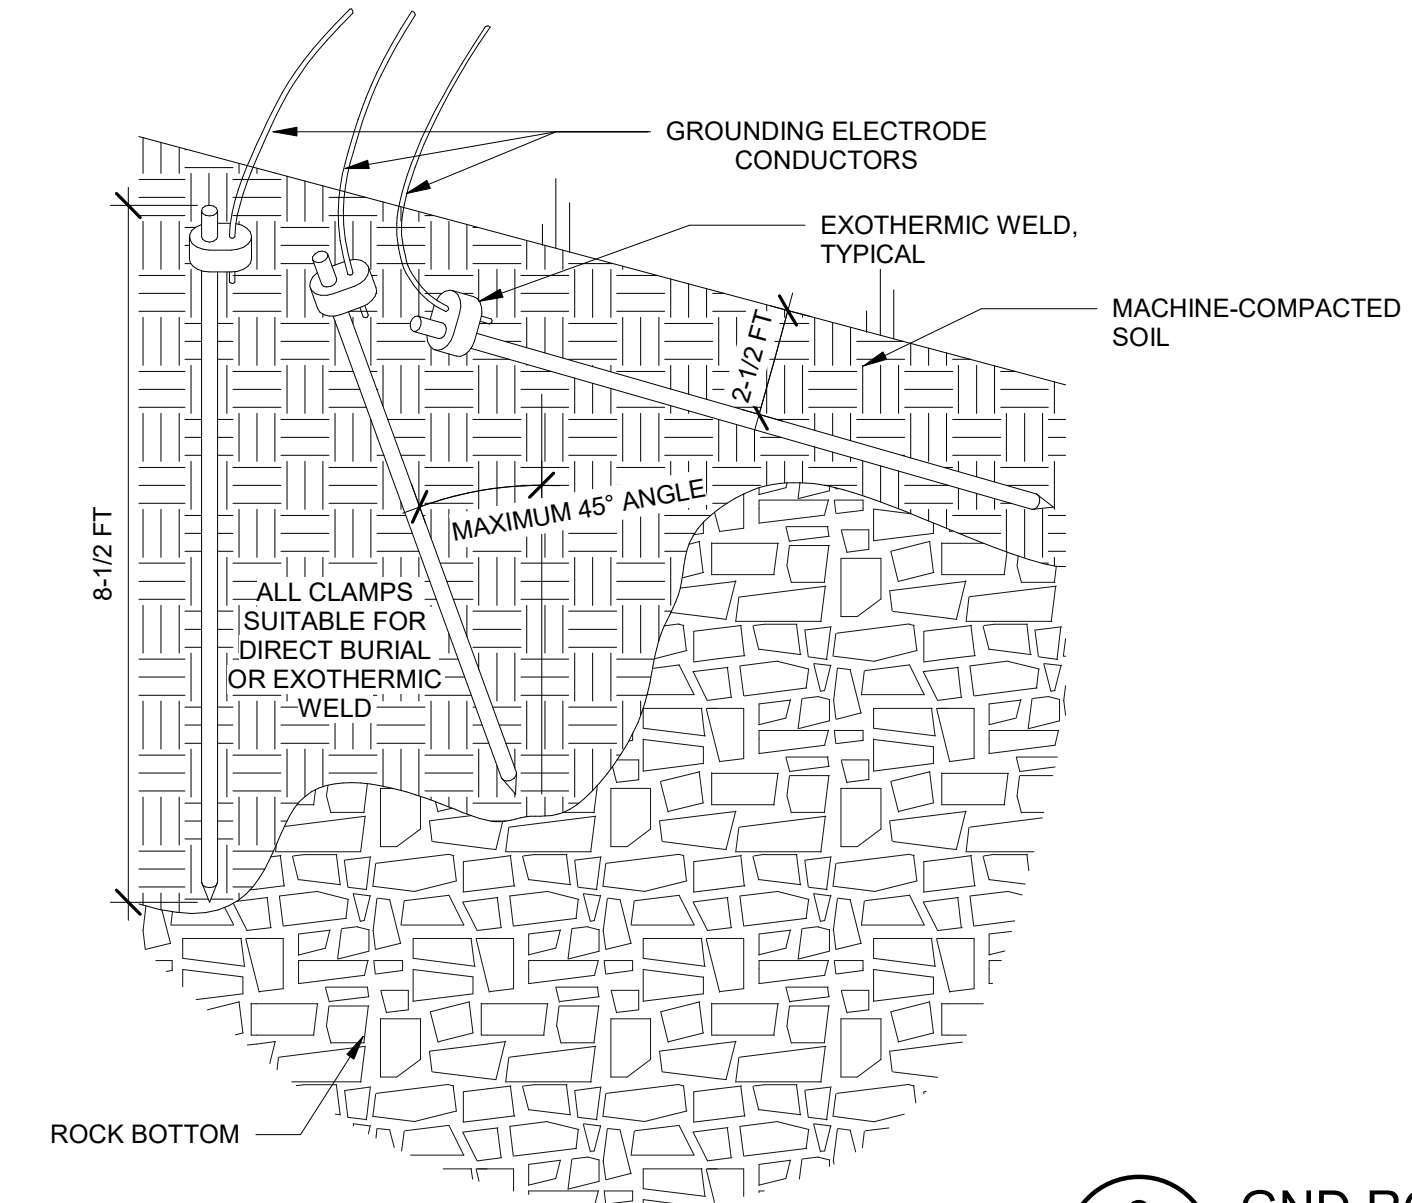 GROUNDING ELECTRODE
CONDUCTORS
EXOTHERMIC WELD,
TYPICAL
MACHINE-COMPACTED
SOIL
2-1/2 FT
MAXIMUM 45° ANGLE
8-1/2 FT
ALL CLAMPS
SUITABLE FOR
DIRECT BURIAL
OR EXOTHERMIC
WELD
ROCK BOTTOM